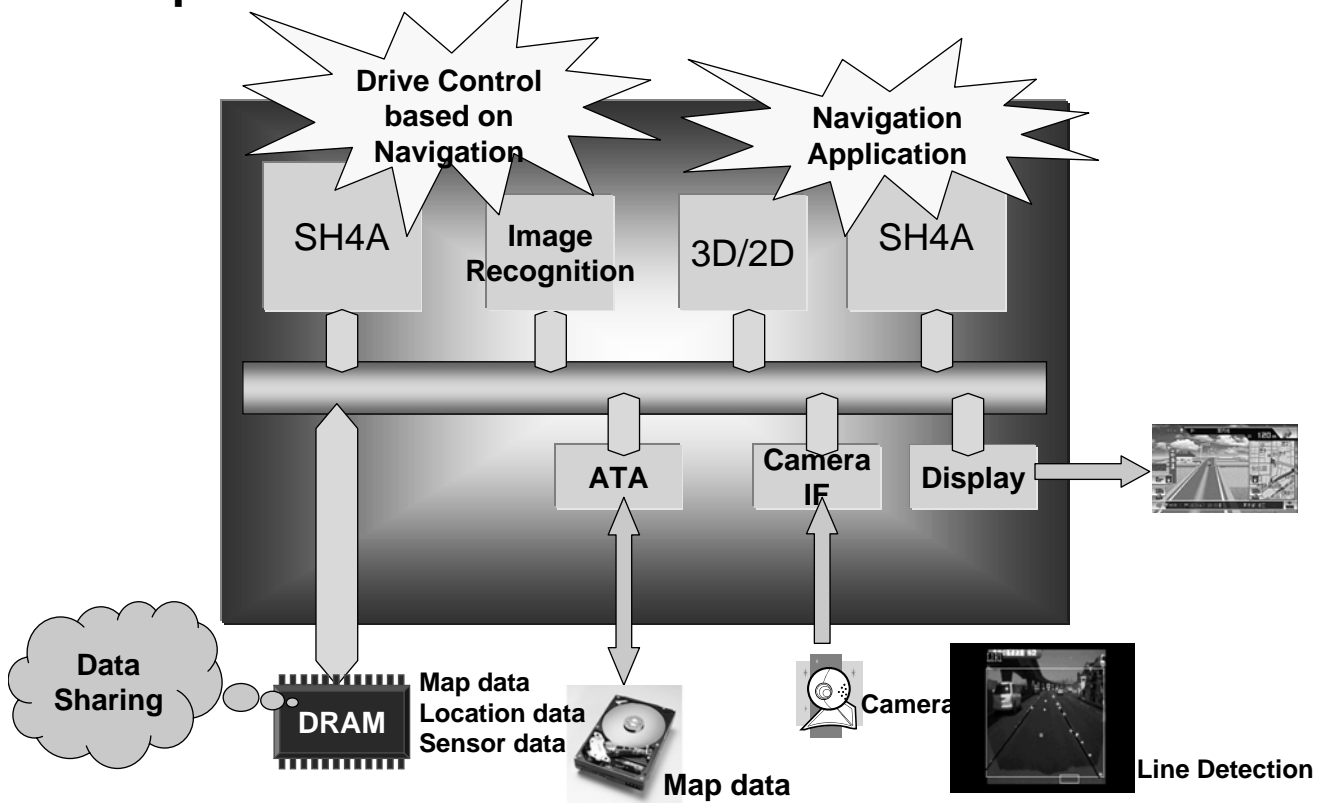 Drive Control
based on
Navigation
Navigation
Application
SH4A
Image
Recognition
3D/2D
SH4A
ATA
Camera
IF
Display
Data
Sharing
DRAM
Map data
Location data
Sensor data
Map data
Camera
Line Detection